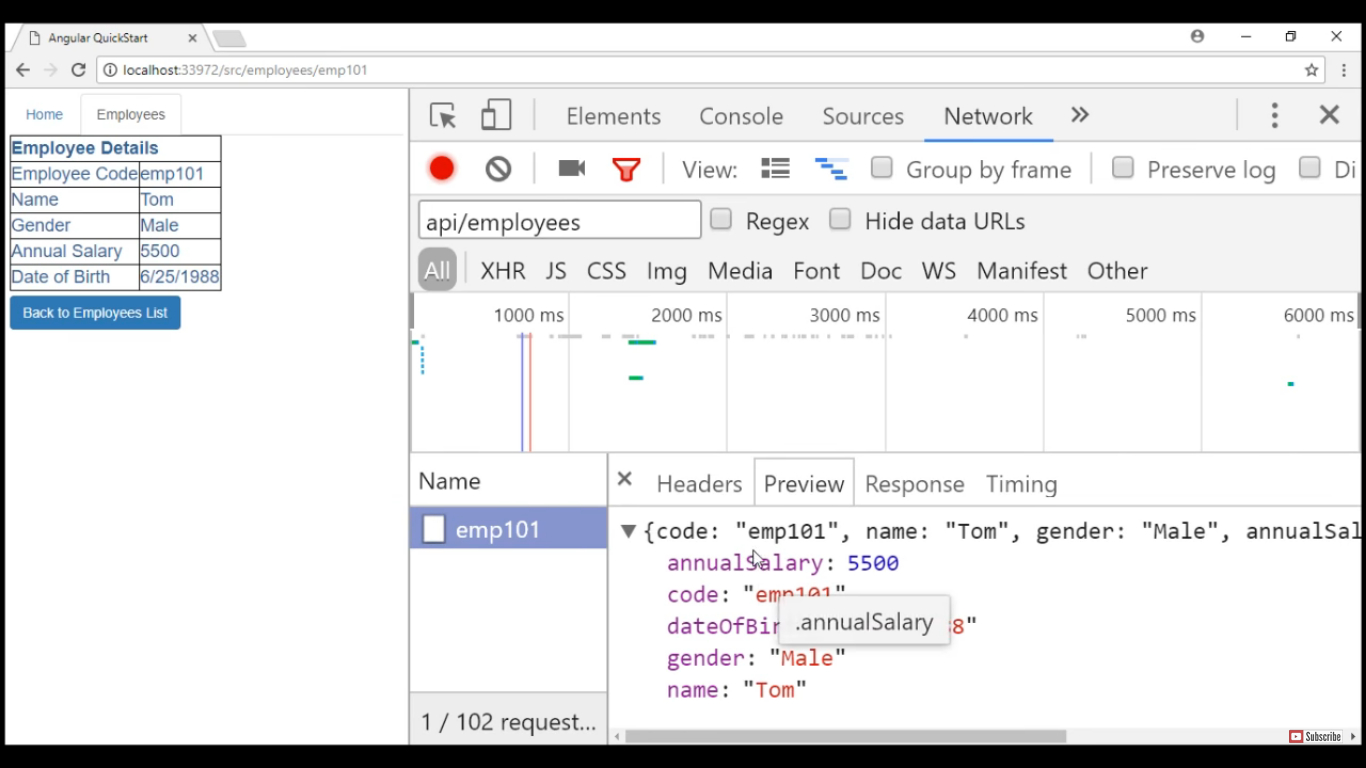 Angular QuickStart
localhost:33972/src/employees/emp101
Home Employees
Employee Details
Employee Code emp101
Name Tom
Gender Male
Annual Salary 5500
Date of Birth 6/25/1988
Back to Employees List
Elements Console Sources Network
View: Group by frame Preserve log Di
api/employees Regex Hide data URLs
All XHR JS CSS Img Media Font Doc WS Manifest Other
1000 ms 2000 ms 3000 ms 4000 ms 5000 ms 6000 ms
Name
emp101
1 / 102 request...
Headers Preview Response Timing
{code: "emp101", name: "Tom", gender: "Male", annualSal
annualSalary: 5500
code: "emp101"
dateOfBir 8"
.annualSalary
gender: "Male"
name: "Tom"
Subscribe